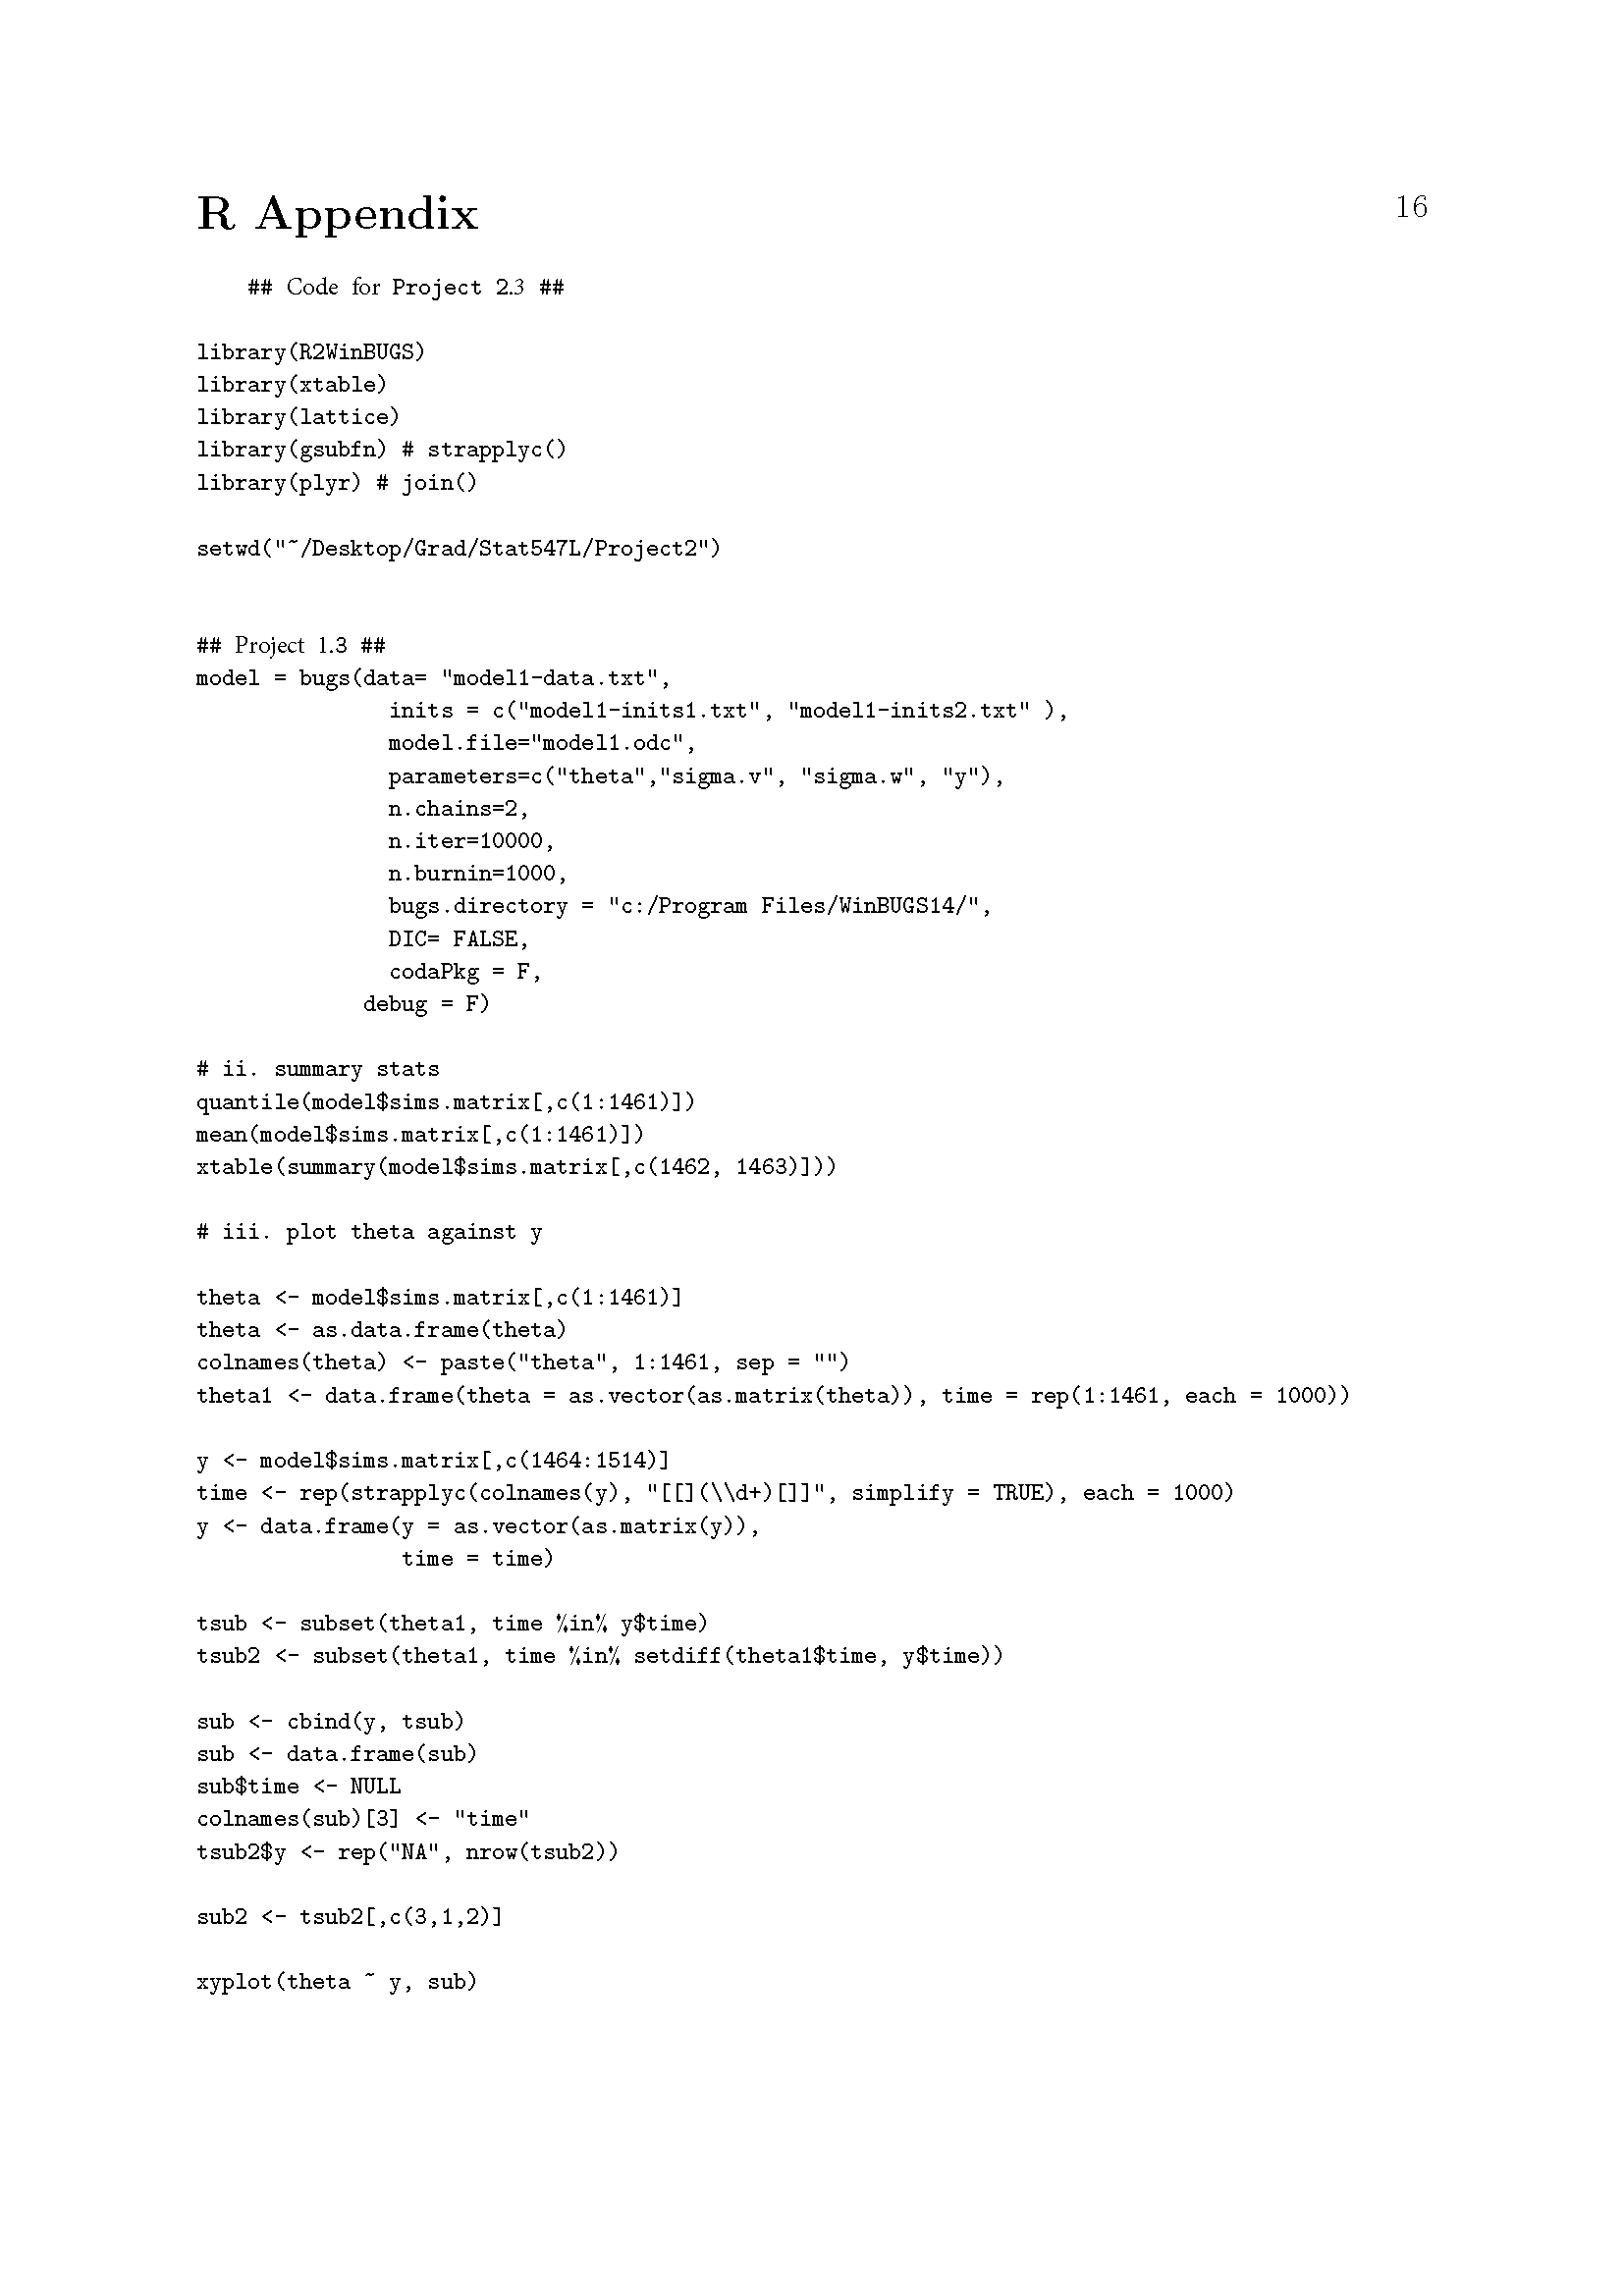 R Appendix 16
## Code for Project 2.3 ##
library(R2WinBUGS)
library(xtable)
library(lattice)
library(gsubfn) # strapplyc()
library(plyr) # join()
setwd("~/Desktop/Grad/Stat547L/Project2")
## Project 1.3 ##
model = bugs(data= "model1-data.txt",
inits = c("model1-inits1.txt", "model1-inits2.txt" ),
model.file="model1.odc",
parameters=c("theta","sigma.v", "sigma.w", "y"),
n.chains=2,
n.iter=10000,
n.burnin=1000,
bugs.directory = "c:/Program Files/WinBUGS14/",
DIC= FALSE,
codaPkg = F,
debug = F)
# ii. summary stats
quantile(model$sims.matrix[,c(1:1461)])
mean(model$sims.matrix[,c(1:1461)])
xtable(summary(model$sims.matrix[,c(1462, 1463)]))
# iii. plot theta against y
theta <- model$sims.matrix[,c(1:1461)]
theta <- as.data.frame(theta)
colnames(theta) <- paste("theta", 1:1461, sep = "")
theta1 <- data.frame(theta = as.vector(as.matrix(theta)), time = rep(1:1461, each = 1000))
y <- model$sims.matrix[,c(1464:1514)]
time <- rep(strapplyc(colnames(y), "[[](\\d+)[]]", simplify = TRUE), each = 1000)
y <- data.frame(y = as.vector(as.matrix(y)),
time = time)
tsub <- subset(theta1, time %in% y$time)
tsub2 <- subset(theta1, time %in% setdiff(theta1$time, y$time))
sub <- cbind(y, tsub)
sub <- data.frame(sub)
sub$time <- NULL
colnames(sub)[3] <- "time"
tsub2$y <- rep("NA", nrow(tsub2))
sub2 <- tsub2[,c(3,1,2)]
xyplot(theta ~ y, sub)